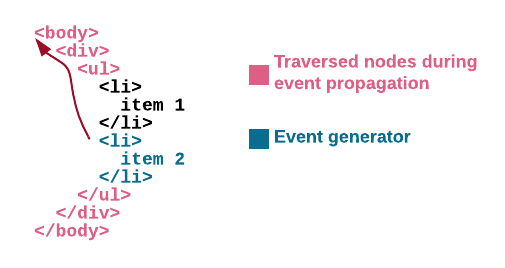 <body>
<div>
<ul>
<li>
item 1
</li>
<li>
item 2
</li>
</ul>
</div>
</body>
Traversed nodes during
event propagation
Event generator